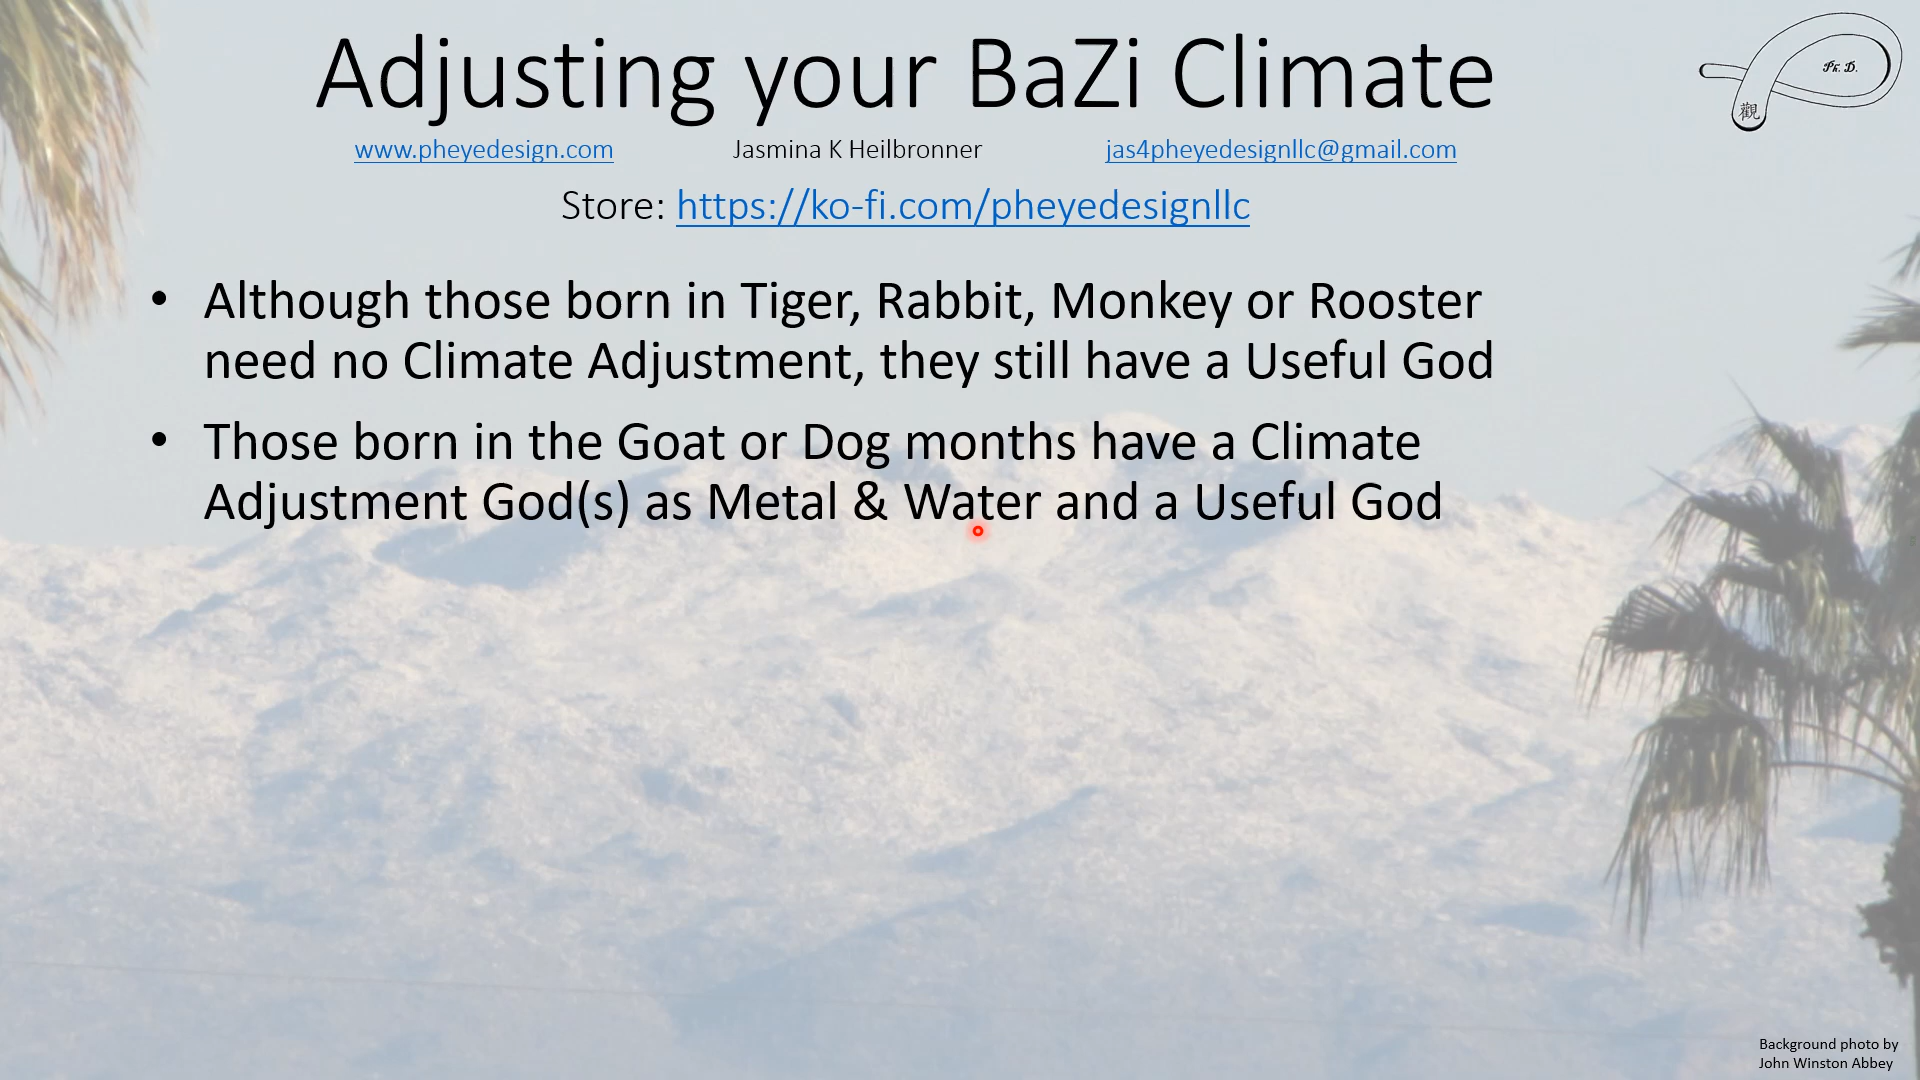 Adjusting your BaZi Climate
Ph. D.
觀
www.pheyedesign.com Jasmina K Heilbronner jas4pheyedesignllc@gmail.com
Store: https://ko-fi.com/pheyedesignllc
• Although those born in Tiger, Rabbit, Monkey or Rooster
need no Climate Adjustment, they still have a Useful God
• Those born in the Goat or Dog months have a Climate
Adjustment God(s) as Metal & Water and a Useful God
Background photo by
John Winston Abbey